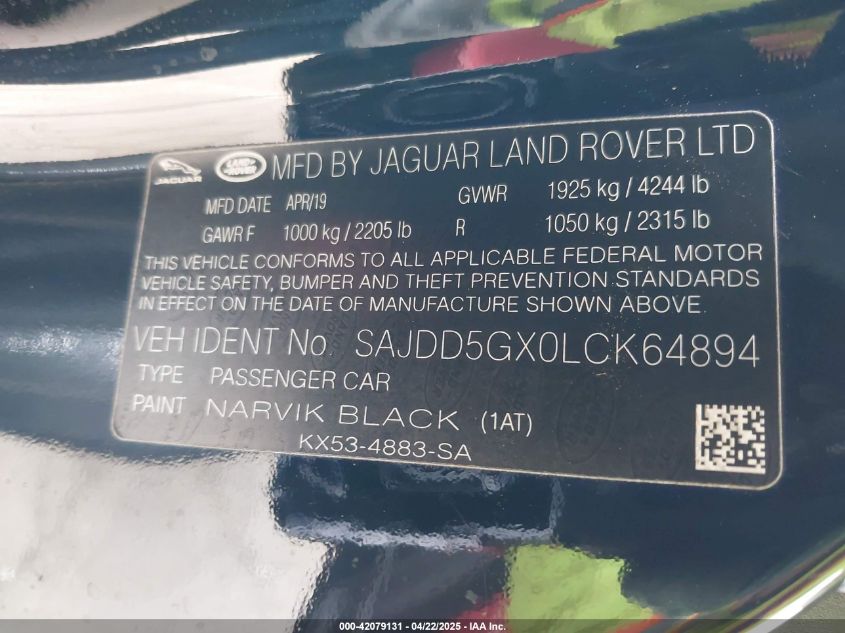 JAGUAR LAND ROVER MFD BY JAGUAR LAND ROVER LTD
MFD DATE APR/19 GVWR 1925 kg / 4244 lb
GAWR F 1000 kg / 2205 lb R 1050 kg / 2315 lb
THIS VEHICLE CONFORMS TO ALL APPLICABLE FEDERAL MOTOR
VEHICLE SAFETY, BUMPER AND THEFT PREVENTION STANDARDS
IN EFFECT ON THE DATE OF MANUFACTURE SHOWN ABOVE.
VEH IDENT No. SAJDD5GX0LCK64894
TYPE PASSENGER CAR
PAINT NARVIK BLACK (1AT)
KX53-4883-SA
000-42079131 - 04/22/2025 - IAA Inc.